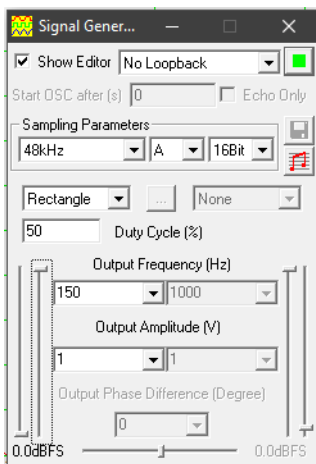 Signal Gener...
Show Editor No Loopback
Start OSC after (s) 0 Echo Only
Sampling Parameters
48kHz A 16Bit
Rectangle ... None
50 Duty Cycle (%)
Output Frequency (Hz)
150 1000
Output Amplitude (V)
1 1
Output Phase Difference (Degree)
0
0.0dBFS 0.0dBFS